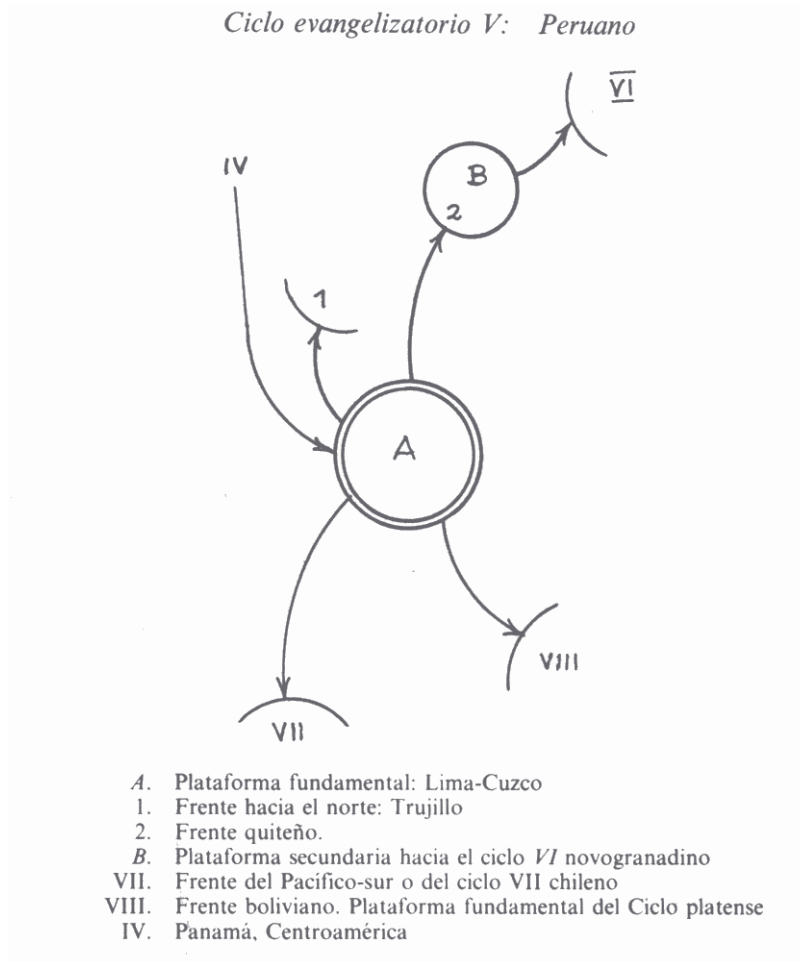 Ciclo evangelizatorio V: Peruano
VI
IV
B
2
1
A
VIII
VII
A. Plataforma fundamental: Lima-Cuzco
1. Frente hacia el norte: Trujillo
2. Frente quiteño.
B. Plataforma secundaria hacia el ciclo VI novogranadino
VII. Frente del Pacífico-sur o del ciclo VII chileno
VIII. Frente boliviano. Plataforma fundamental del Ciclo platense
IV. Panamá, Centroamérica